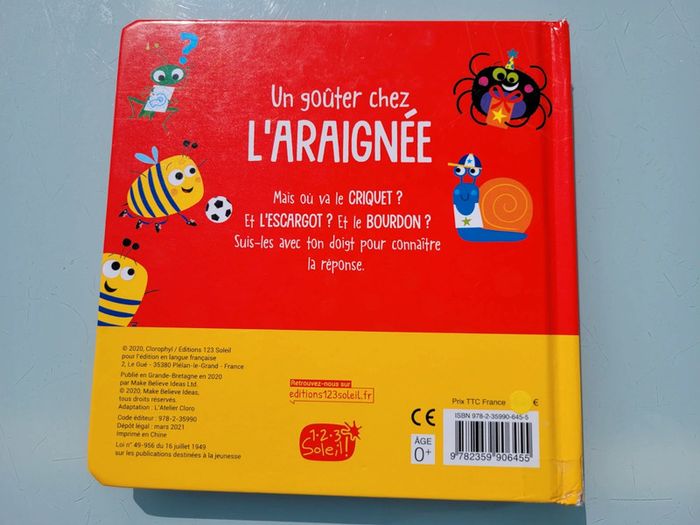 ?
Un goûter chez
L'ARAIGNÉE
Mais où va le CRIQUET ?
Et L'ESCARGOT ? Et le BOURDON ?
Suis-les avec ton doigt pour connaître
la réponse.
© 2020, Clorophyl / Editions 123 Soleil
pour l'édition en langue française
2, Le Gué - 35380 Plélan-le-Grand - France
Publié en Grande-Bretagne en 2020
par Make Believe Ideas Ltd.
© 2020, Make Believe Ideas,
tous droits réservés.
Adaptation : L'Atelier Cloro
Code éditeur : 978-2-35990
Dépôt légal : mars 2021
Imprimé en Chine
Loi n° 49-956 du 16 juillet 1949
sur les publications destinées à la jeunesse
Retrouvez-nous sur
editions123soleil.fr
1·2·3
Soleil!
CE
ÂGE
0+
Prix TTC France €
ISBN 978-2-35990-645-5
9 782359 906455